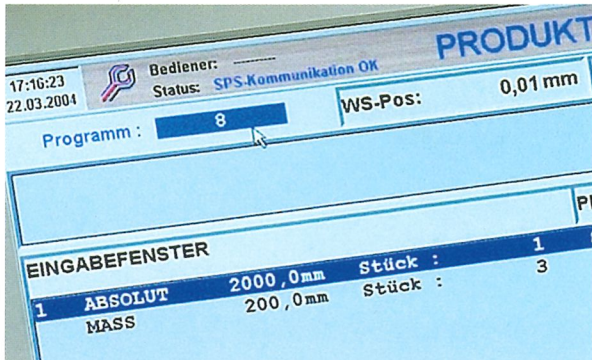 PRODUKT
17:16:23
22.03.2004
Bediener: ----------
Status: SPS-Kommunikation OK
Programm : 8
WS-Pos: 0,01 mm
EINGABEFENSTER
1 ABSOLUT 2000,0mm Stück : 1
MASS 200,0mm Stück : 3